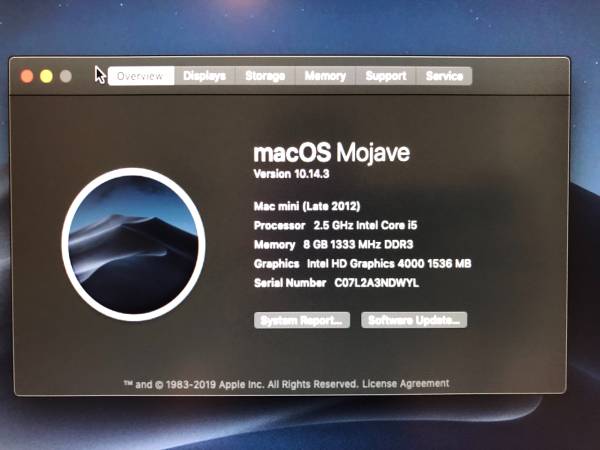 Overview Displays Storage Memory Support Service
macOS Mojave
Version 10.14.3
Mac mini (Late 2012)
Processor 2.5 GHz Intel Core i5
Memory 8 GB 1333 MHz DDR3
Graphics Intel HD Graphics 4000 1536 MB
Serial Number C07L2A3NDWYL
System Report... Software Update...
™ and © 1983-2019 Apple Inc. All Rights Reserved. License Agreement